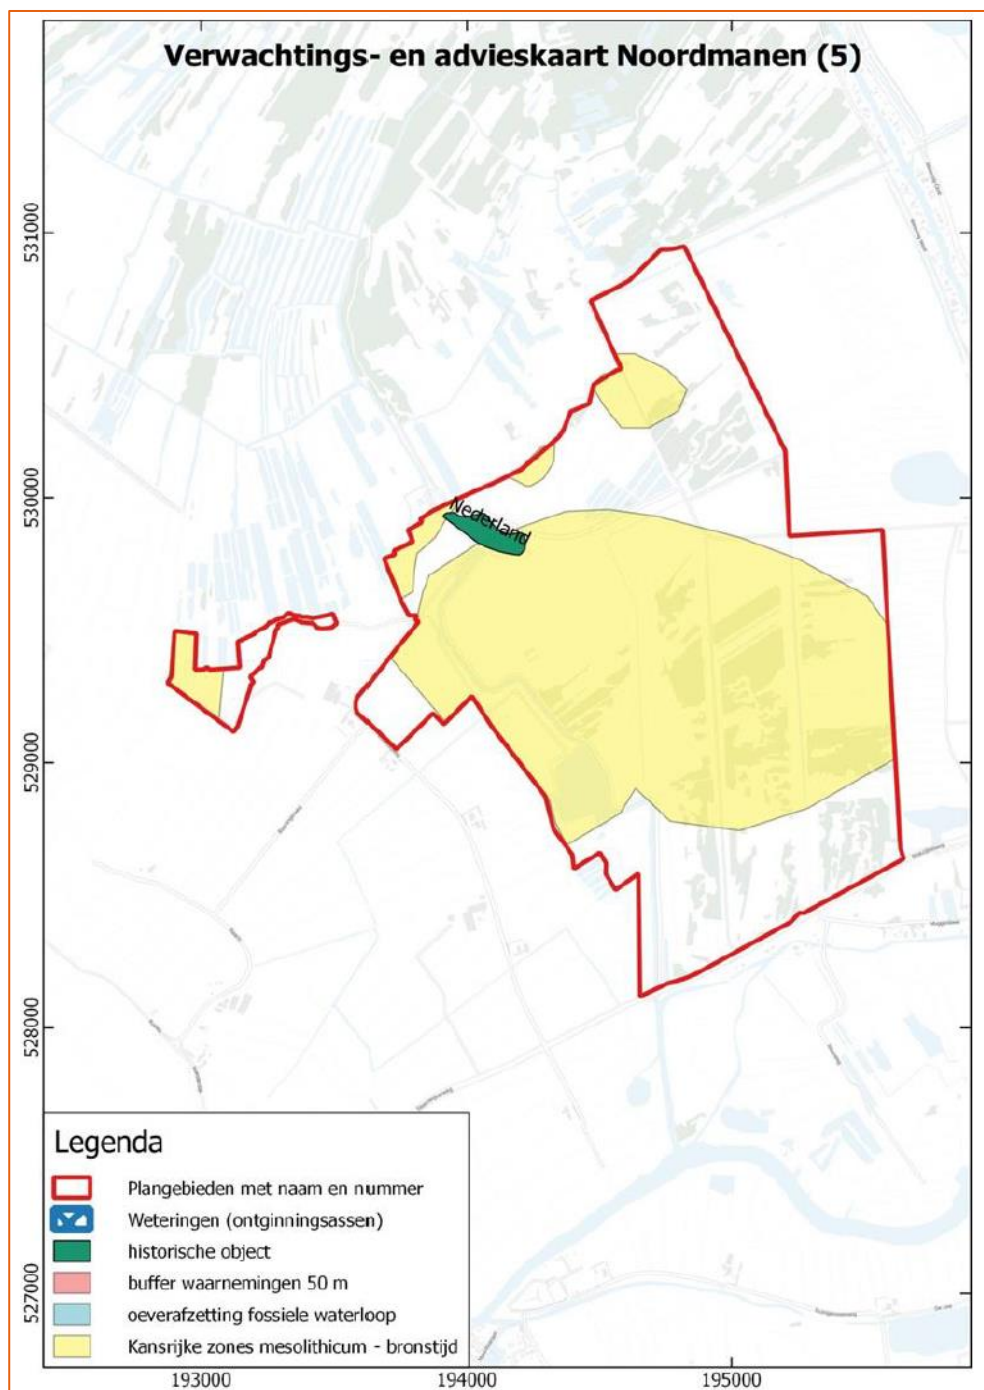 Verwachtings- en advieskaart Noordmanen (5)
531000
530000
Nederland
529000
528000
527000
Legenda
Plangebieden met naam en nummer
Weteringen (ontginningsassen)
historische object
buffer waarnemingen 50 m
oeverafzetting fossiele waterloop
Kansrijke zones mesolithicum - bronstijd
193000
194000
195000